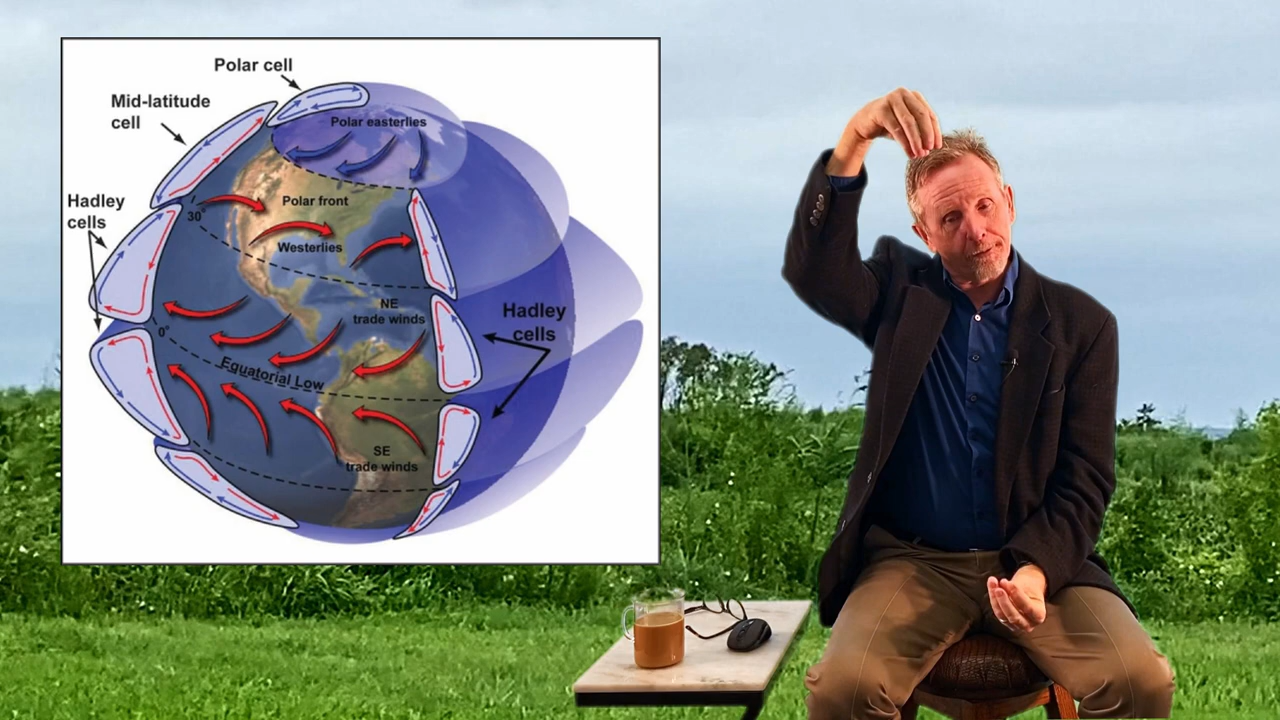 Polar cell
Mid-latitude
cell
Polar easterlies
Hadley
cells
30°
Polar front
Westerlies
NE
trade winds
Hadley
cells
0°
Equatorial Low
SE
trade winds